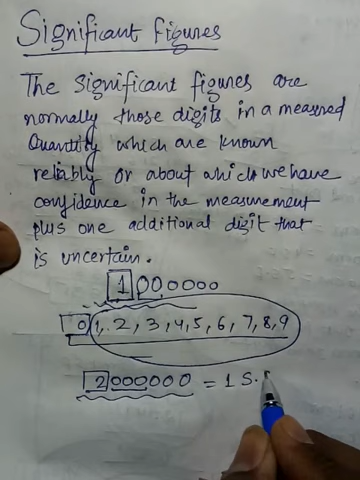 Significant figures
The significant figures are
normally those digits in a measured
Quantity which are known
reliably or about which we have
confidence in the measurement
plus one additional digit that
is uncertain.
1000000
0 1, 2, 3, 4, 5, 6, 7, 8, 9
2000000 = 1 S.